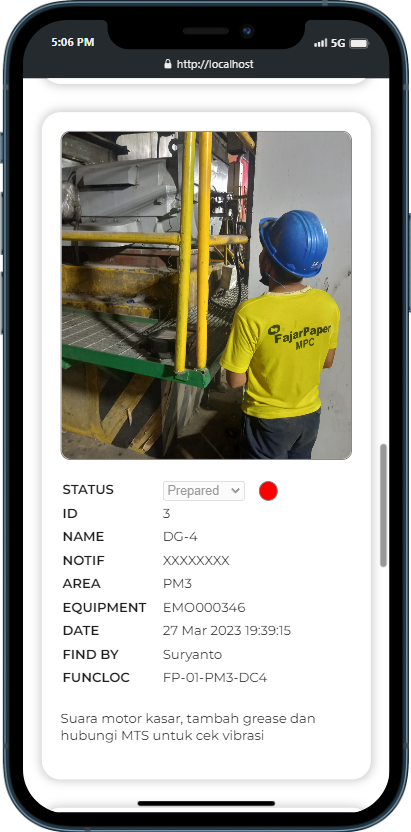 5:06 PM
5G
http://localhost
FajarPaper
MPC
STATUS Prepared
ID 3
NAME DG-4
NOTIF XXXXXXXX
AREA PM3
EQUIPMENT EMO000346
DATE 27 Mar 2023 19:39:15
FIND BY Suryanto
FUNCLOC FP-01-PM3-DC4
Suara motor kasar, tambah grease dan
hubungi MTS untuk cek vibrasi